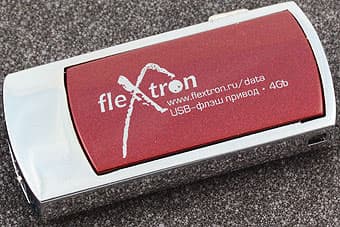 flextron
www.flextron.ru/data
USB-флэш привод • 4Gb